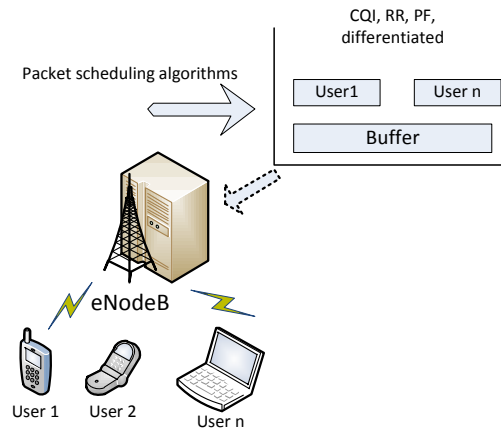 CQI, RR, PF,
differentiated
Packet scheduling algorithms
User1
User n
Buffer
eNodeB
User 1
User 2
User n